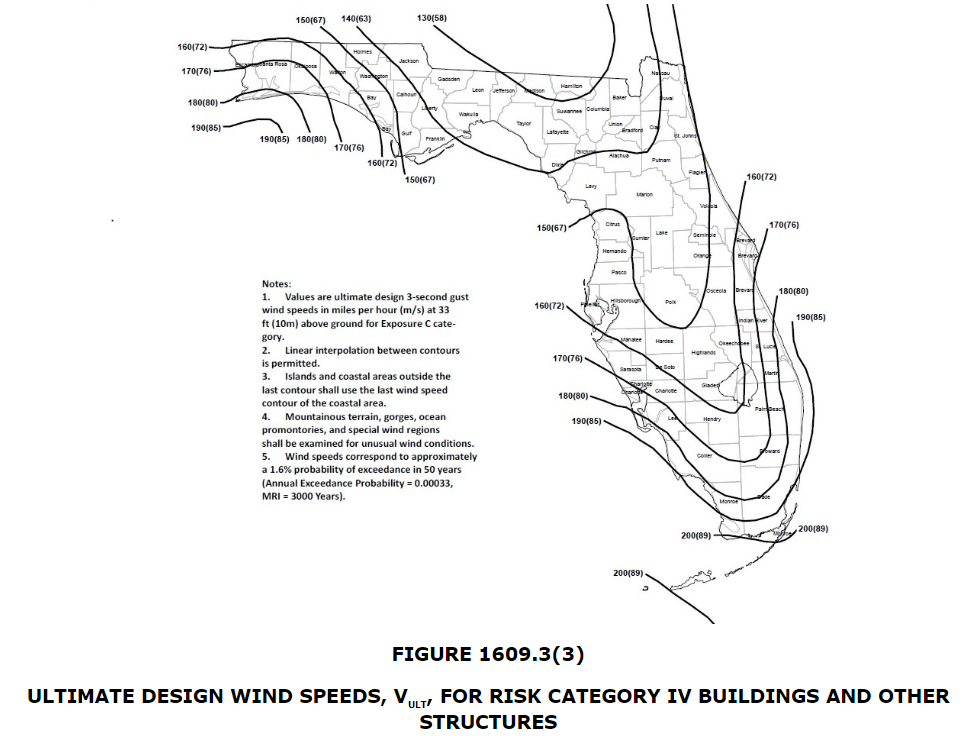 150(67)
140(63)
130(58)
160(72)
170(76)
180(80)
190(85)
190(85)
180(80)
170(76)
160(72)
150(67)
Santa Rosa
Okaloosa
Walton
Holmes
Washington
Jackson
Bay
Bay
Calhoun
Gulf
Liberty
Gadsden
Franklin
Leon
Wakulla
Jefferson
Madison
Taylor
Hamilton
Suwannee
Lafayette
Dixie
Columbia
Gilchrist
Baker
Union
Bradford
Alachua
Nassau
Duval
Clay
St. Johns
Putnam
Flagler
Levy
Marion
Volusia
150(67)
160(72)
170(76)
Citrus
Sumter
Lake
Seminole
Hernando
Orange
Brevard
Brevard
Pasco
Osceola
Brevard
180(80)
160(72)
Pinellas
Hillsborough
Polk
Indian River
190(85)
Manatee
Hardee
Highlands
Okeechobee
St. Lucie
170(76)
Sarasota
De Soto
Martin
Charlotte
Charlotte
Charlotte
Glades
180(80)
Palm Beach
190(85)
Lee
Hendry
Collier
Broward
Monroe
Dade
200(89)
Monroe
200(89)
200(89)
Notes:
1. Values are ultimate design 3-second gust
wind speeds in miles per hour (m/s) at 33
ft (10m) above ground for Exposure C cate-
gory.
2. Linear interpolation between contours
is permitted.
3. Islands and coastal areas outside the
last contour shall use the last wind speed
contour of the coastal area.
4. Mountainous terrain, gorges, ocean
promontories, and special wind regions
shall be examined for unusual wind conditions.
5. Wind speeds correspond to approximately
a 1.6% probability of exceedance in 50 years
(Annual Exceedance Probability = 0.00033,
MRI = 3000 Years).
FIGURE 1609.3(3)
ULTIMATE DESIGN WIND SPEEDS, VULT, FOR RISK CATEGORY IV BUILDINGS AND OTHER
STRUCTURES